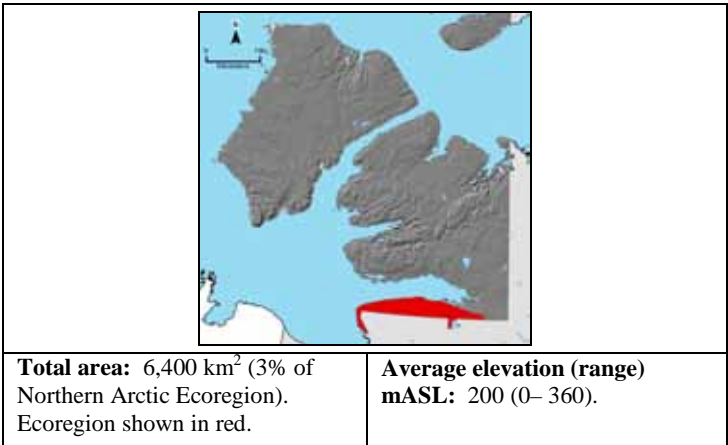 Total area: 6,400 km2 (3% of
Northern Arctic Ecoregion).
Ecoregion shown in red.
Average elevation (range)
mASL: 200 (0– 360).